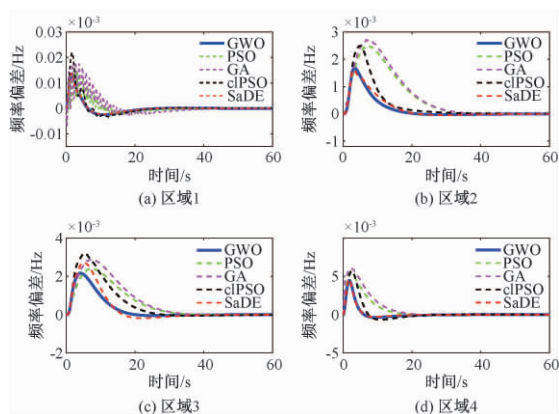 ×10⁻³
0.03
0.02
0.01
0
-0.01
频率偏差/Hz
GWO
PSO
GA
clPSO
SaDE
0 20 40 60
时间/s
(a) 区域1
×10⁻³
3
2
1
0
-1
频率偏差/Hz
GWO
PSO
GA
clPSO
SaDE
0 20 40 60
时间/s
(b) 区域2
×10⁻³
4
2
0
-2
频率偏差/Hz
GWO
PSO
GA
clPSO
SaDE
0 20 40 60
时间/s
(c) 区域3
×10⁻³
5
0
-5
频率偏差/Hz
GWO
PSO
GA
clPSO
SaDE
0 20 40 60
时间/s
(d) 区域4